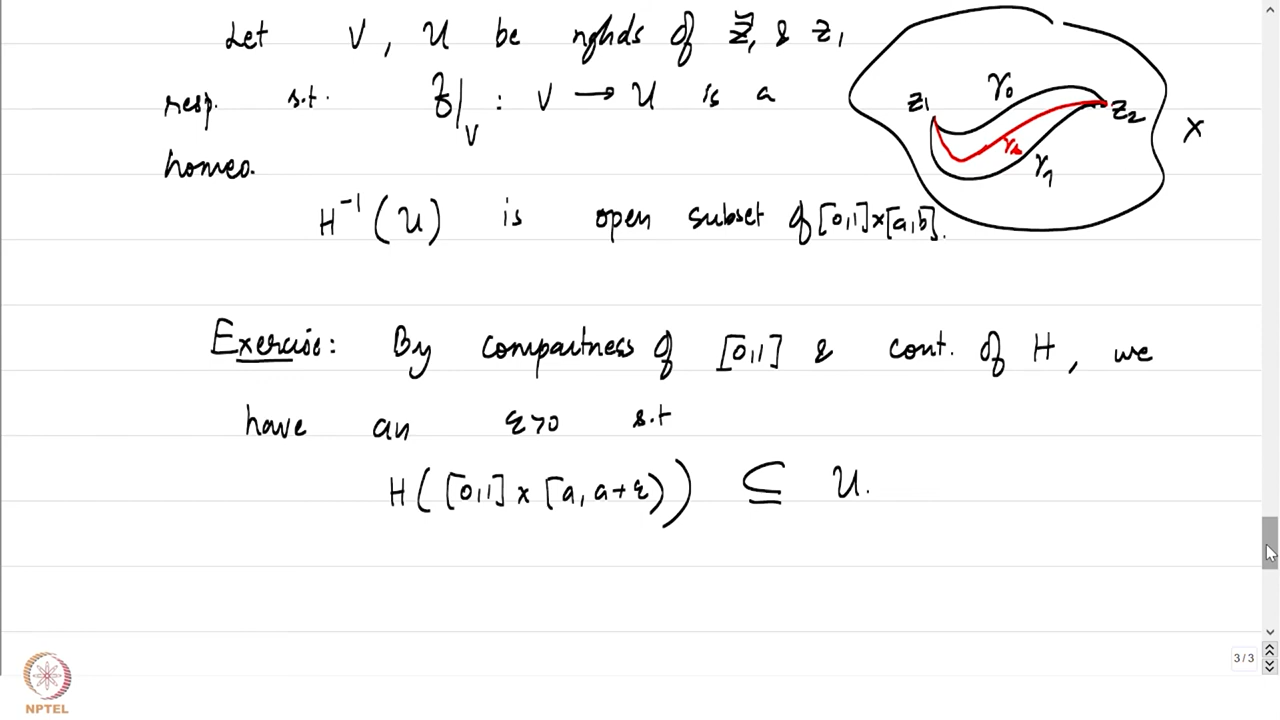 Let V, U be nghds of z̃₁ & z₁
resp. s.t. f|_V : V → U is a
homeo.
H⁻¹(U) is open subset of [0,1]×[a,b].
z₁ γ₀ z₂ γₛ γ₁ X
Exercise: By compactness of [0,1] & cont. of H, we
have an ε>0 s.t
H([0,1] × [a, a+ε)) ⊆ U.
3 / 3
NPTEL